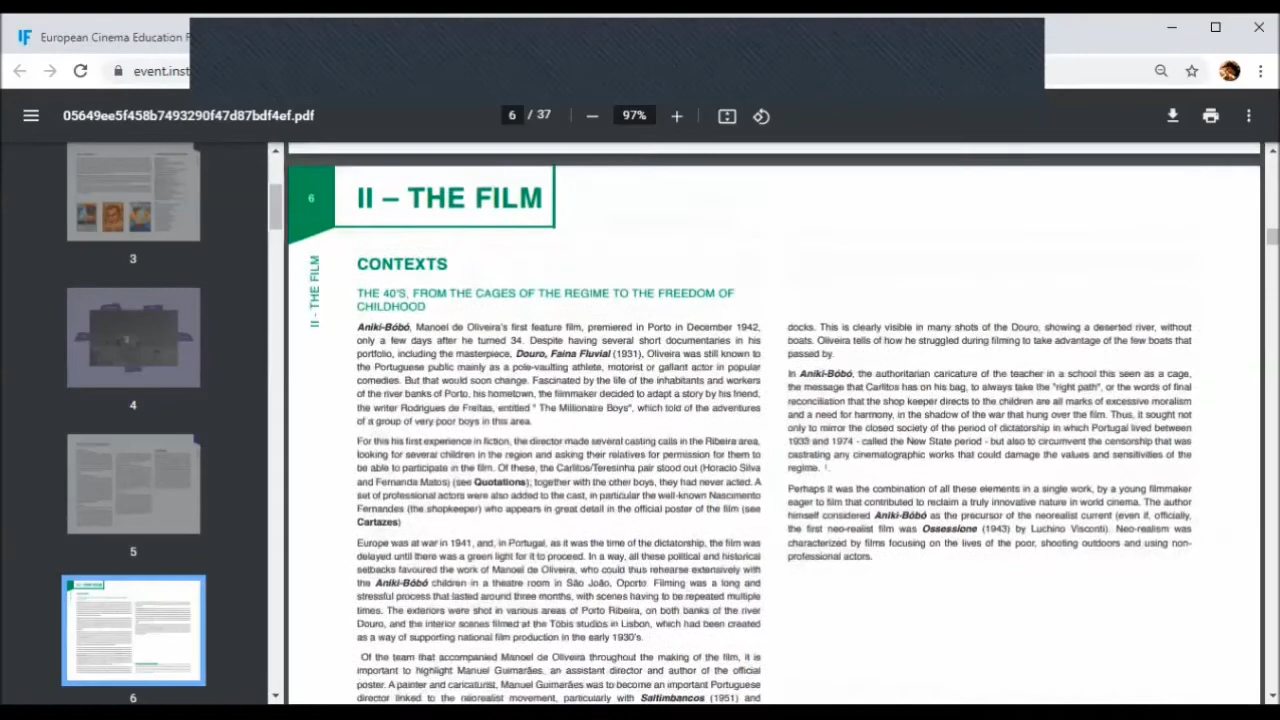 European Cinema Education
event.inst
05649ee5f458b7493290f47d87bdf4ef.pdf
6 / 37
97%
3
4
5
6
6
II – THE FILM
II - THE FILM
CONTEXTS
THE 40'S, FROM THE CAGES OF THE REGIME TO THE FREEDOM OF
CHILDHOOD
Aniki-Bóbó, Manoel de Oliveira's first feature film, premiered in Porto in December 1942,
only a few days after he turned 34. Despite having several short documentaries in his
portfolio, including the masterpiece, Douro, Faina Fluvial (1931), Oliveira was still known to
the Portuguese public mainly as a pole-vaulting athlete, motorist or gallant actor in popular
comedies. But that would soon change. Fascinated by the life of the inhabitants and workers
of the river banks of Porto, his hometown, the filmmaker decided to adapt a story by his friend,
the writer Rodrigues de Freitas, entitled " The Millionaire Boys", which told of the adventures
of a group of very poor boys in this area.
For this his first experience in fiction, the director made several casting calls in the Ribeira area,
looking for several children in the region and asking their relatives for permission for them to
be able to participate in the film. Of these, the Carlitos/Teresinha pair stood out (Horacio Silva
and Fernanda Matos) (see Quotations); together with the other boys, they had never acted. A
set of professional actors were also added to the cast, in particular the well-known Nascimento
Fernandes (the shopkeeper) who appears in great detail in the official poster of the film (see
Cartazes)
Europe was at war in 1941, and, in Portugal, as it was the time of the dictatorship, the film was
delayed until there was a green light for it to proceed. In a way, all these political and historical
setbacks favoured the work of Manoel de Oliveira, who could thus rehearse extensively with
the Aniki-Bóbó children in a theatre room in São João, Oporto. Filming was a long and
stressful process that lasted around three months, with scenes having to be repeated multiple
times. The exteriors were shot in various areas of Porto Ribeira, on both banks of the river
Douro, and the interior scenes filmed at the Tóbis studios in Lisbon, which had been created
as a way of supporting national film production in the early 1930's.
Of the team that accompanied Manoel de Oliveira throughout the making of the film, it is
important to highlight Manuel Guimarães, an assistant director and author of the official
poster. A painter and caricaturist, Manuel Guimarães was to become an important Portuguese
director linked to the neorealist movement, particularly with Saltimbancos (1951) and
docks. This is clearly visible in many shots of the Douro, showing a deserted river, without
boats. Oliveira tells of how he struggled during filming to take advantage of the few boats that
passed by.
In Aniki-Bóbó, the authoritarian caricature of the teacher in a school this seen as a cage,
the message that Carlitos has on his bag, to always take the "right path", or the words of final
reconciliation that the shop keeper directs to the children are all marks of excessive moralism
and a need for harmony, in the shadow of the war that hung over the film. Thus, it sought not
only to mirror the closed society of the period of dictatorship in which Portugal lived between
1933 and 1974 - called the New State period - but also to circumvent the censorship that was
castrating any cinematographic works that could damage the values and sensitivities of the
regime.
Perhaps it was the combination of all these elements in a single work, by a young filmmaker
eager to film that contributed to reclaim a truly innovative nature in world cinema. The author
himself considered Aniki-Bóbó as the precursor of the neorealist current (even if, officially,
the first neo-realist film was Ossessione (1943) by Luchino Visconti). Neo-realism was
characterized by films focusing on the lives of the poor, shooting outdoors and using non-
professional actors.